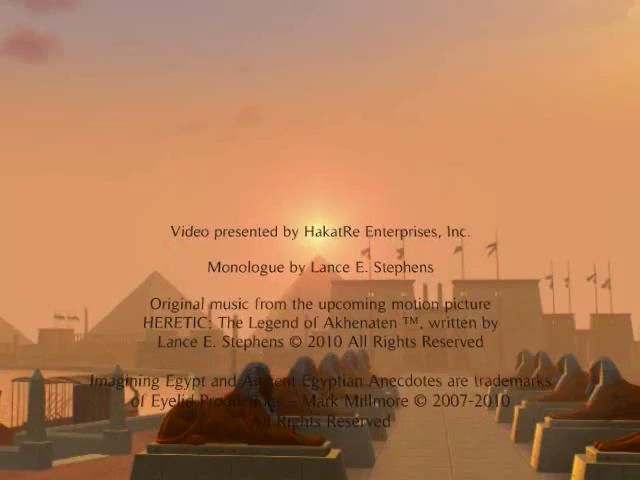 Video presented by HakatRe Enterprises, Inc.
Monologue by Lance E. Stephens
Original music from the upcoming motion picture
HERETIC: The Legend of Akhenaten ™, written by
Lance E. Stephens © 2010 All Rights Reserved
Imagining Egypt and Ancient Egyptian Anecdotes are trademarks
of Eyelid Productions – Mark Millmore © 2007-2010
All Rights Reserved